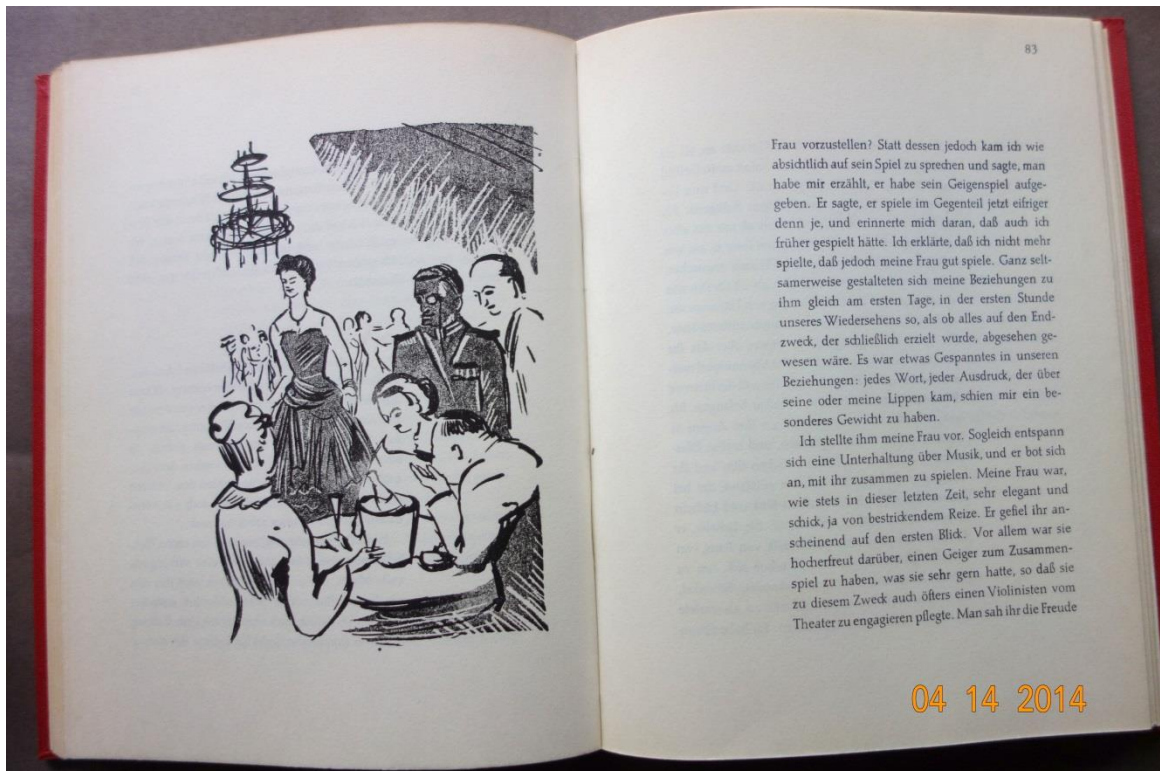 83
Frau vorzustellen? Statt dessen jedoch kam ich wie
absichtlich auf sein Spiel zu sprechen und sagte, man
habe mir erzählt, er habe sein Geigenspiel aufge-
geben. Er sagte, er spiele im Gegenteil jetzt eifriger
denn je, und erinnerte mich daran, daß auch ich
früher gespielt hätte. Ich erklärte, daß ich nicht mehr
spielte, daß jedoch meine Frau gut spiele. Ganz selt-
samerweise gestalteten sich meine Beziehungen zu
ihm gleich am ersten Tage, in der ersten Stunde
unseres Wiedersehens so, als ob alles auf den End-
zweck, der schließlich erzielt wurde, abgesehen ge-
wesen wäre. Es war etwas Gespanntes in unseren
Beziehungen: jedes Wort, jeder Ausdruck, der über
seine oder meine Lippen kam, schien mir ein be-
sonderes Gewicht zu haben.
Ich stellte ihm meine Frau vor. Sogleich entspann
sich eine Unterhaltung über Musik, und er bot sich
an, mit ihr zusammen zu spielen. Meine Frau war,
wie stets in dieser letzten Zeit, sehr elegant und
schick, ja von bestrickendem Reize. Er gefiel ihr an-
scheinend auf den ersten Blick. Vor allem war sie
hocherfreut darüber, einen Geiger zum Zusammen-
spiel zu haben, was sie sehr gern hatte, so daß sie
zu diesem Zweck auch öfters einen Violinisten vom
Theater zu engagieren pflegte. Man sah ihr die Freude
04 14 2014